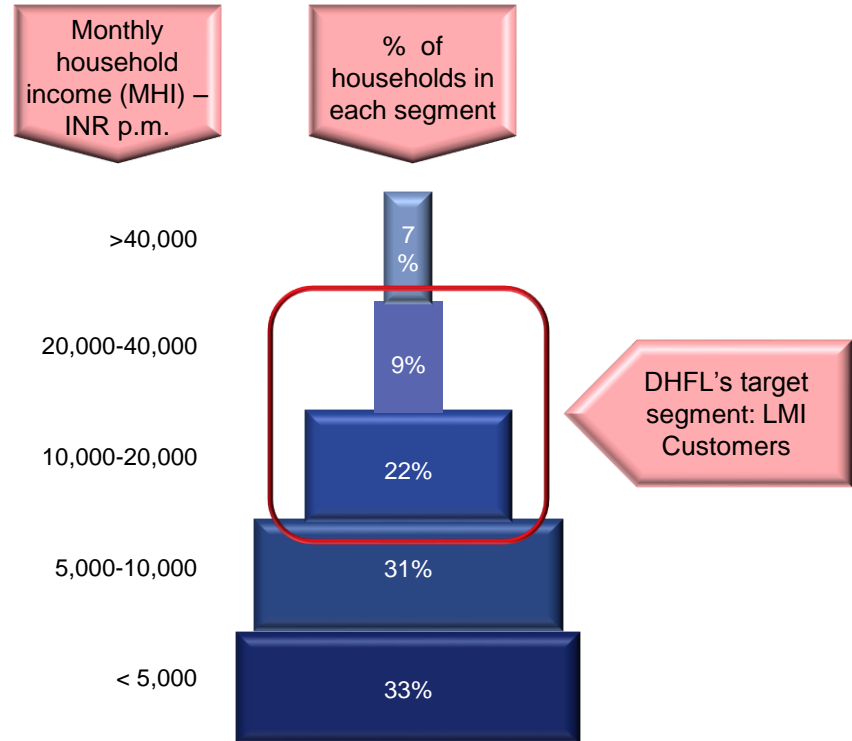 Monthly
household
income (MHI) –
INR p.m.
% of
households in
each segment
>40,000
7
%
20,000-40,000
9%
10,000-20,000
22%
DHFL’s target
segment: LMI
Customers
5,000-10,000
31%
< 5,000
33%